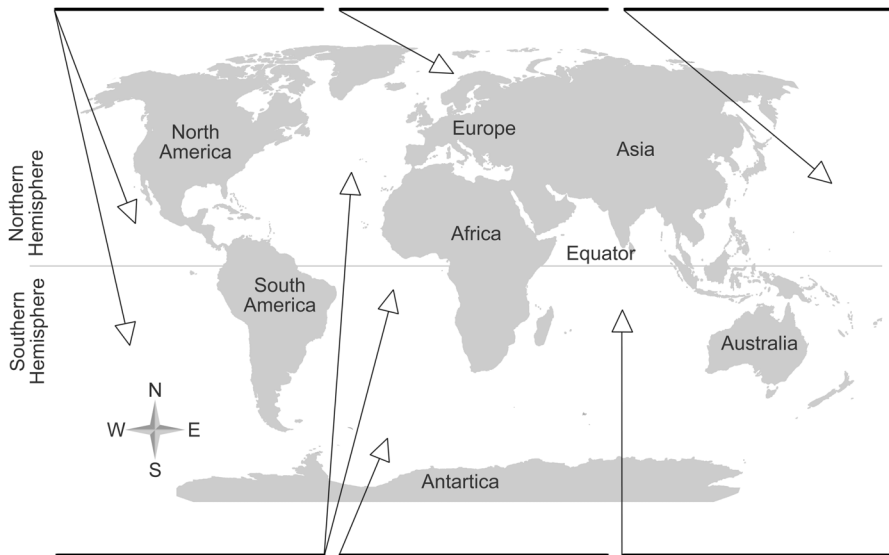 North
America
Europe
Asia
Northern
Hemisphere
Africa
Equator
South
America
Southern
Hemisphere
Australia
N
W
E
S
Antartica